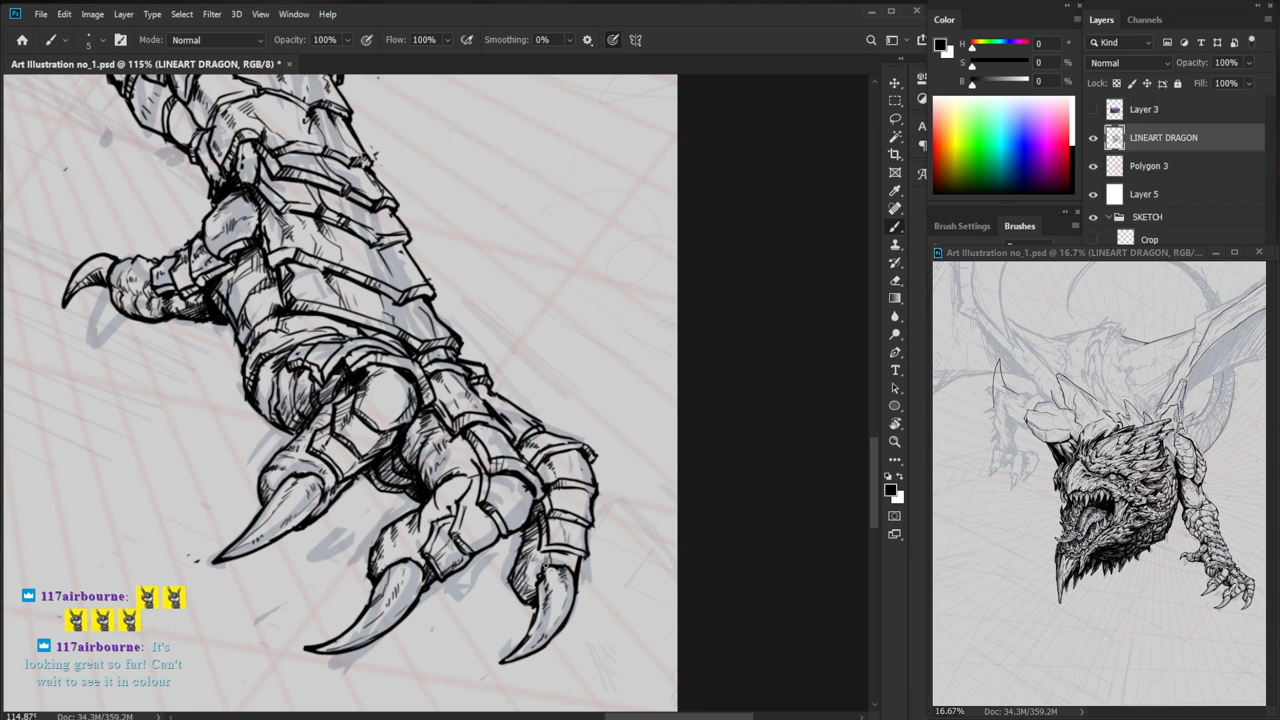 Ps File Edit Image Layer Type Select Filter 3D View Window Help
5 Mode: Normal Opacity: 100% Flow: 100% Smoothing: 0%
Art Illustration no_1.psd @ 115% (LINEART DRAGON, RGB/8) * ×
117airbourne:
117airbourne: It's
looking great so far! Can't
wait to see it in colour
114.87% Doc: 34.3M/359.2M
Color
H 0 °
S 0 %
B 0 %
Brush Settings Brushes
Layers Channels
Kind
Normal Opacity: 100%
Lock: Fill: 100%
Layer 3
LINEART DRAGON
Polygon 3
Layer 5
SKETCH
Crop
Ps Art Illustration no_1.psd @ 16.7% (LINEART DRAGON, RGB/...
16.67% Doc: 34.3M/359.2M